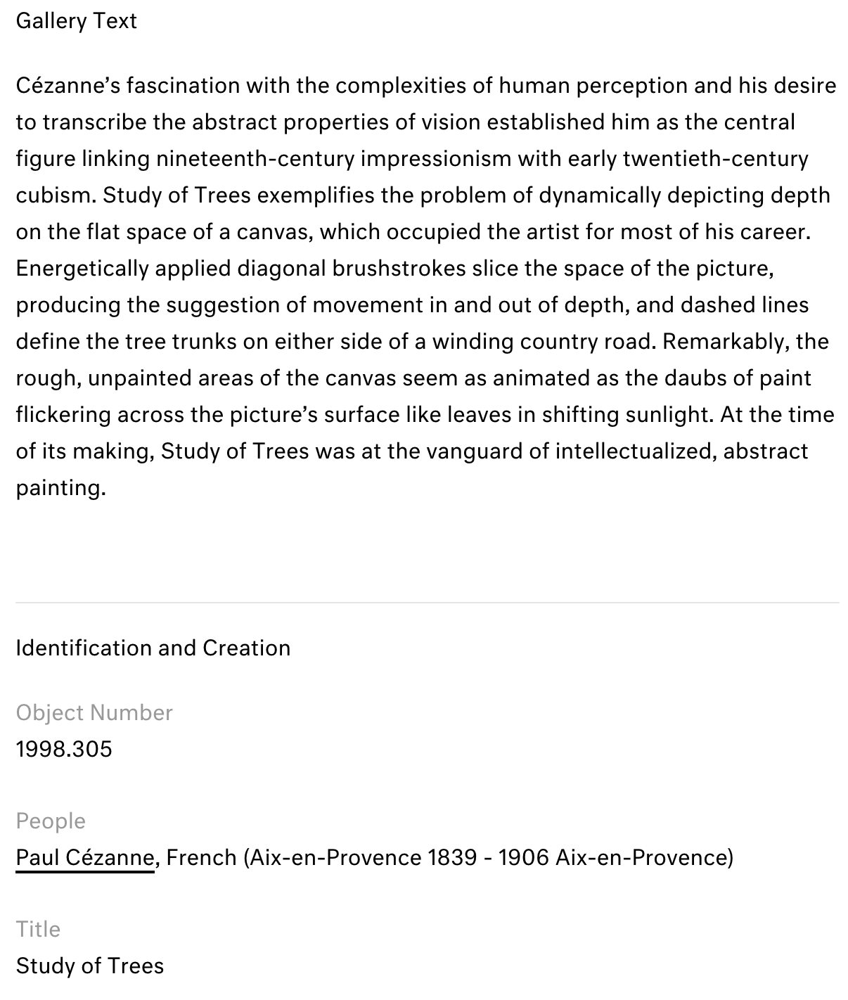 Gallery Text
Cézanne’s fascination with the complexities of human perception and his desire
to transcribe the abstract properties of vision established him as the central
figure linking nineteenth-century impressionism with early twentieth-century
cubism. Study of Trees exemplifies the problem of dynamically depicting depth
on the flat space of a canvas, which occupied the artist for most of his career.
Energetically applied diagonal brushstrokes slice the space of the picture,
producing the suggestion of movement in and out of depth, and dashed lines
define the tree trunks on either side of a winding country road. Remarkably, the
rough, unpainted areas of the canvas seem as animated as the daubs of paint
flickering across the picture’s surface like leaves in shifting sunlight. At the time
of its making, Study of Trees was at the vanguard of intellectualized, abstract
painting.
Identification and Creation
Object Number
1998.305
People
Paul Cézanne, French (Aix-en-Provence 1839 - 1906 Aix-en-Provence)
Title
Study of Trees